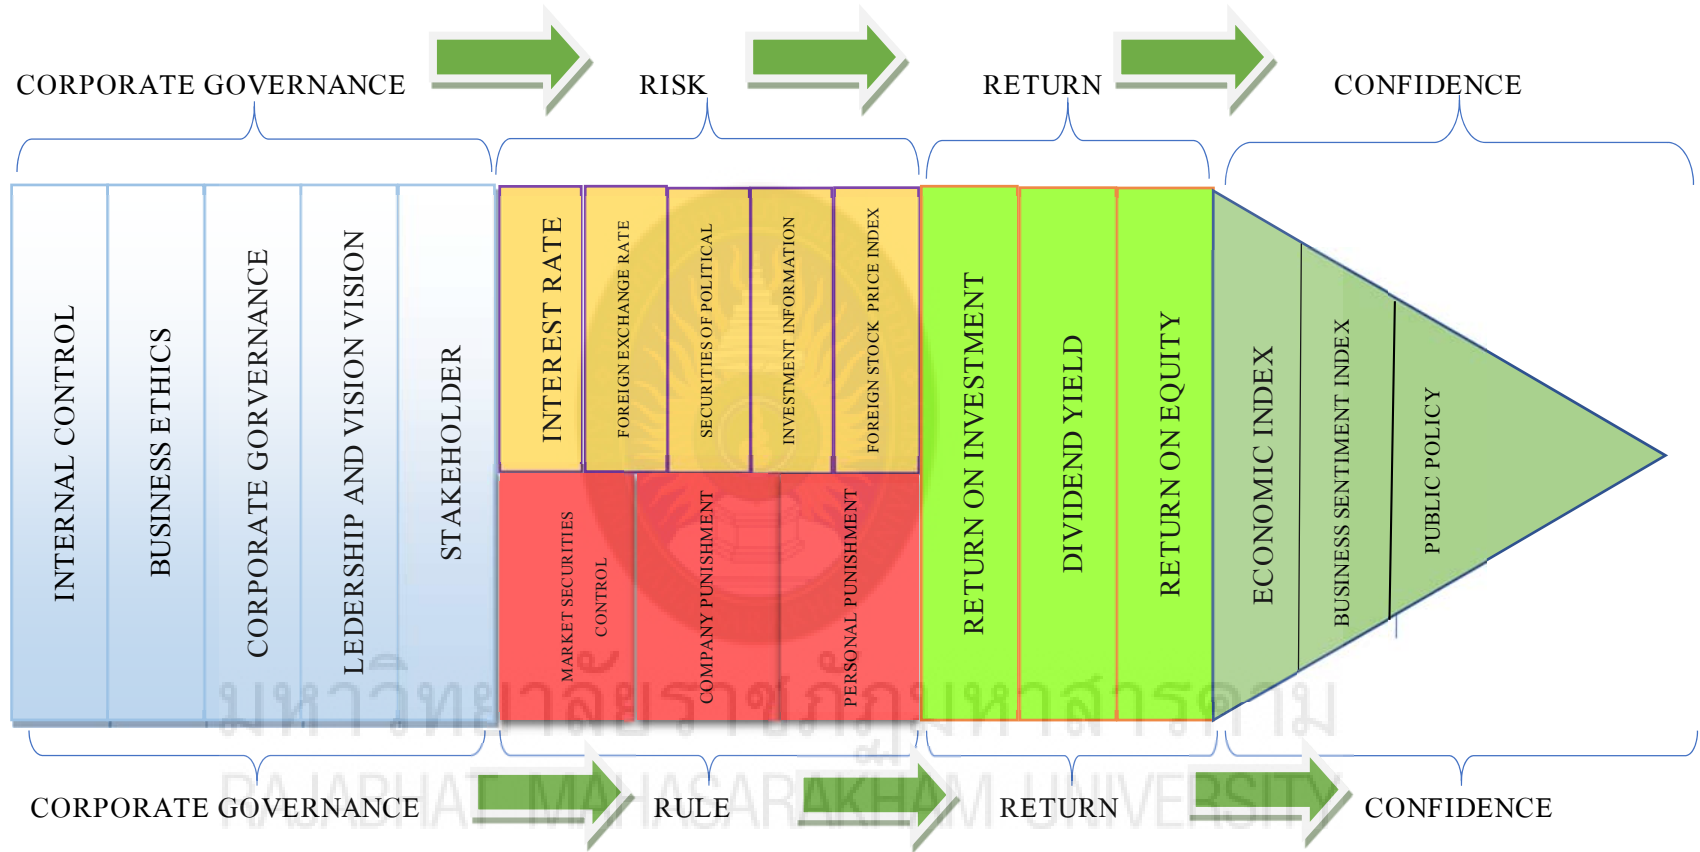 CORPORATE GOVERNANCE
RISK
RETURN
CONFIDENCE
INTERNAL CONTROL
BUSINESS ETHICS
CORPORATE GORVERNANCE
LEDERSHIP AND VISION VISION
STAKEHOLDER
INTEREST RATE
FOREIGN EXCHANGE RATE
SECURITIES OF POLITICAL
INVESTMENT INFORMATION
FOREIGN STOCK PRICE INDEX
MARKET SECURITIES
CONTROL
COMPANY PUNISHMENT
PERSONAL PUNISHMENT
RETURN ON INVESTMENT
DIVIDEND YIELD
RETURN ON EQUITY
ECONOMIC INDEX
BUSINESS SENTIMENT INDEX
PUBLIC POLICY
มหาวิทยาลัยราชภัฏมหาสารคาม
RAJABHAT MAHASARAKHAM UNIVERSITY
CORPORATE GOVERNANCE
RULE
RETURN
CONFIDENCE